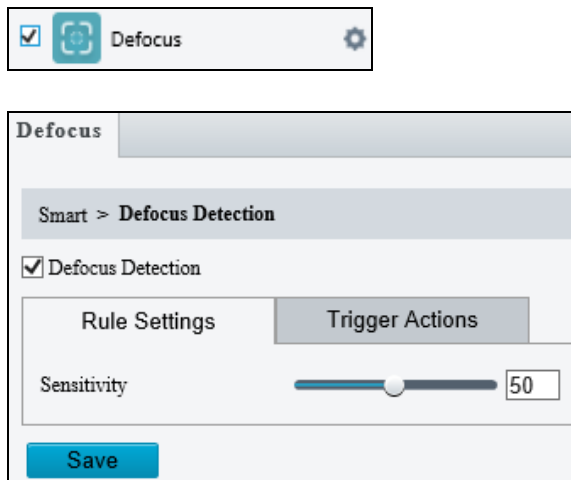 Defocus
Defocus
Smart > Defocus Detection
Defocus Detection
Rule Settings Trigger Actions
Sensitivity 50
Save